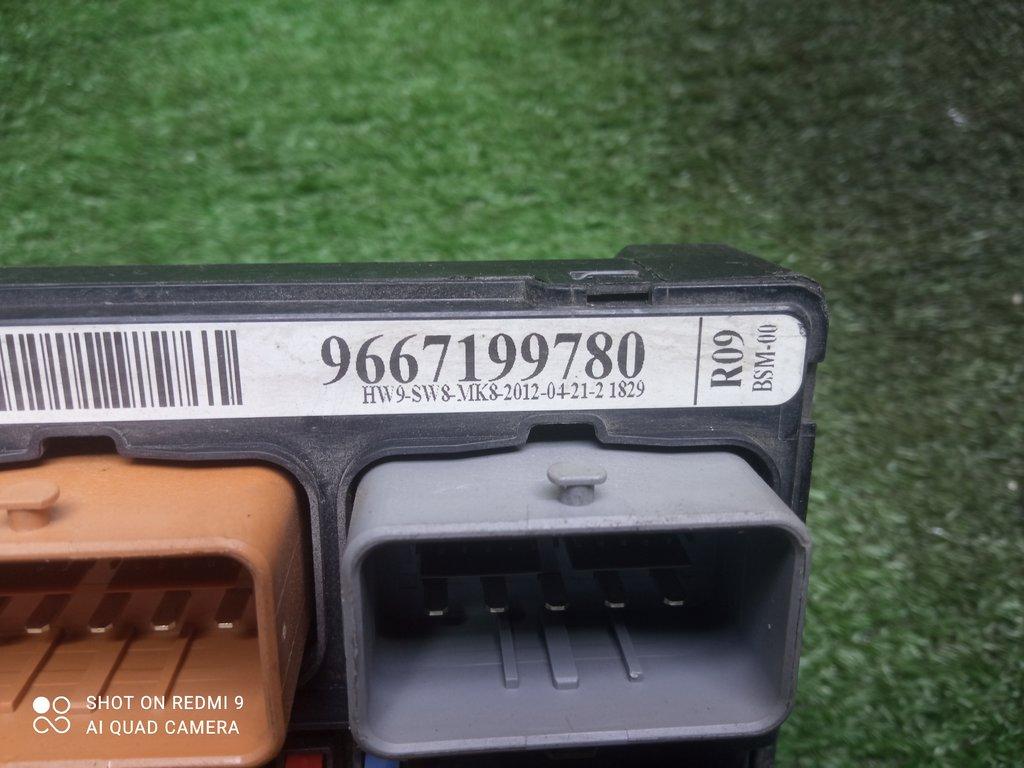 9667199780
HW9-SW8-MK8-2012-04-21-2 1829
R09
BSM-00
SHOT ON REDMI 9
AI QUAD CAMERA